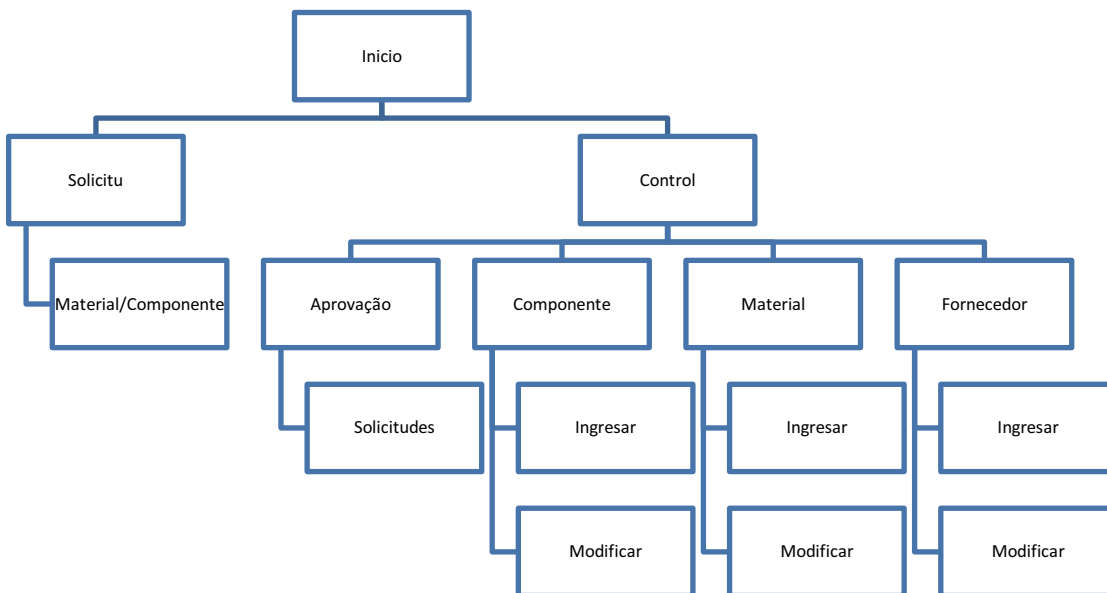 Inicio
Solicitu
Control
Material/Componente
Aprovação
Componente
Material
Fornecedor
Solicitudes
Ingresar
Ingresar
Ingresar
Modificar
Modificar
Modificar